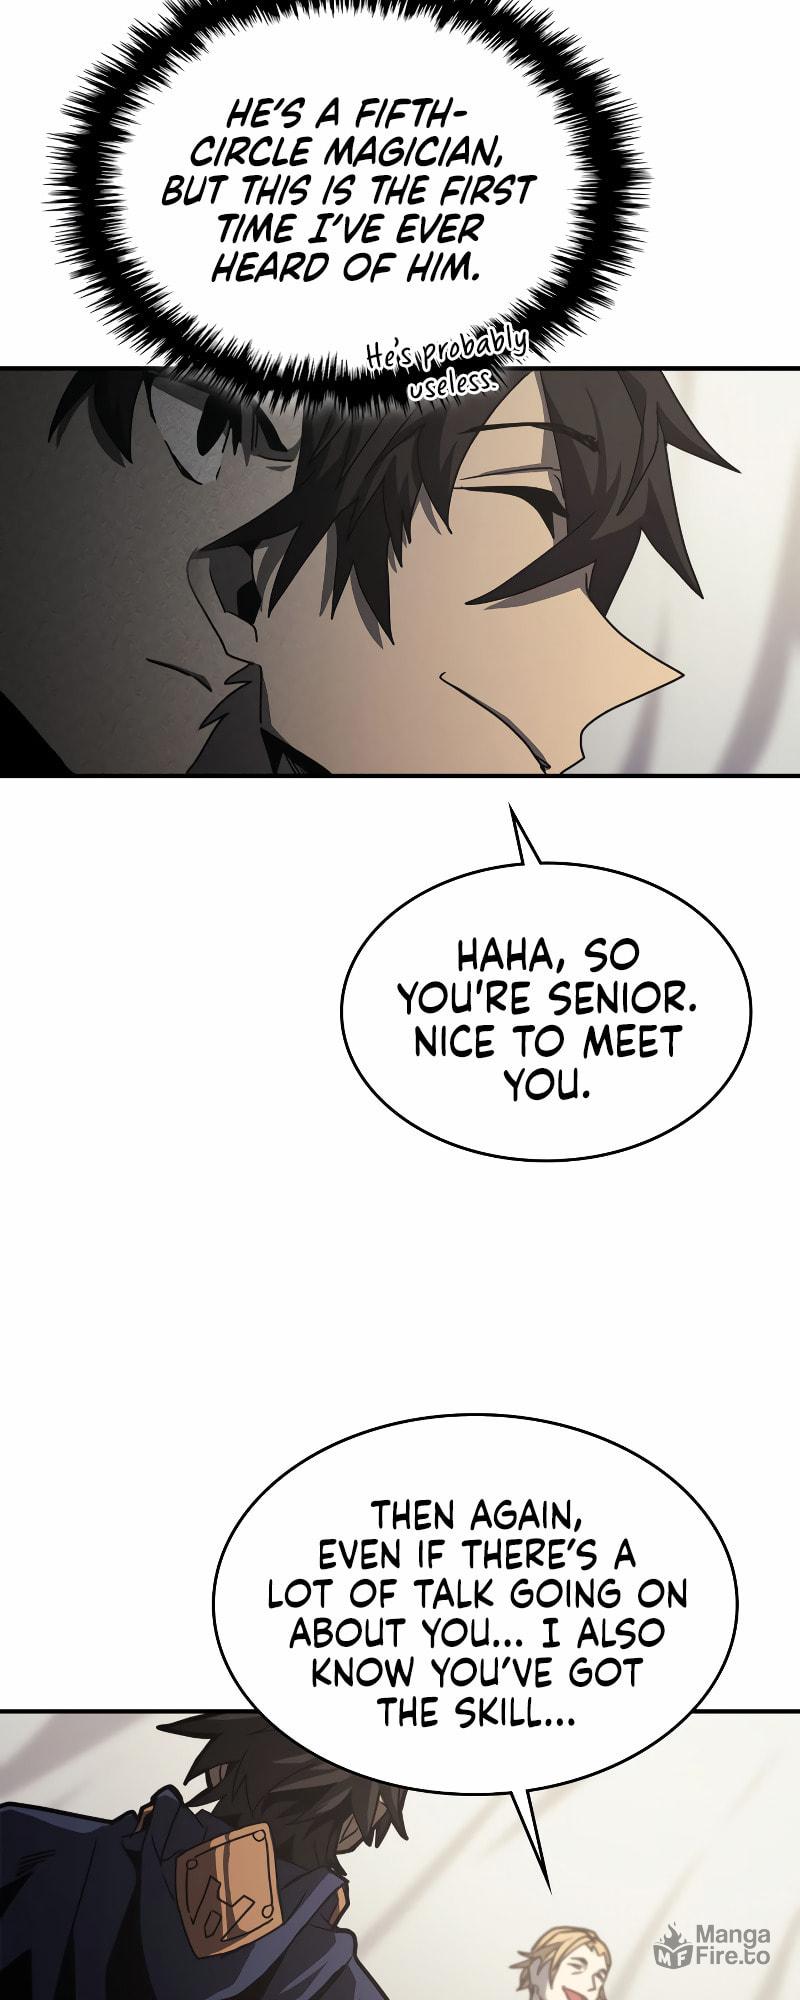 HE'S A FIFTH-
CIRCLE MAGICIAN,
BUT THIS IS THE FIRST
TIME I'VE EVER
HEARD OF HIM.
He's probably
useless.
HAHA, SO
YOU'RE SENIOR.
NICE TO MEET
YOU.
THEN AGAIN,
EVEN IF THERE'S A
LOT OF TALK GOING ON
ABOUT YOU... I ALSO
KNOW YOU'VE GOT
THE SKILL...
Manga
MF Fire.to